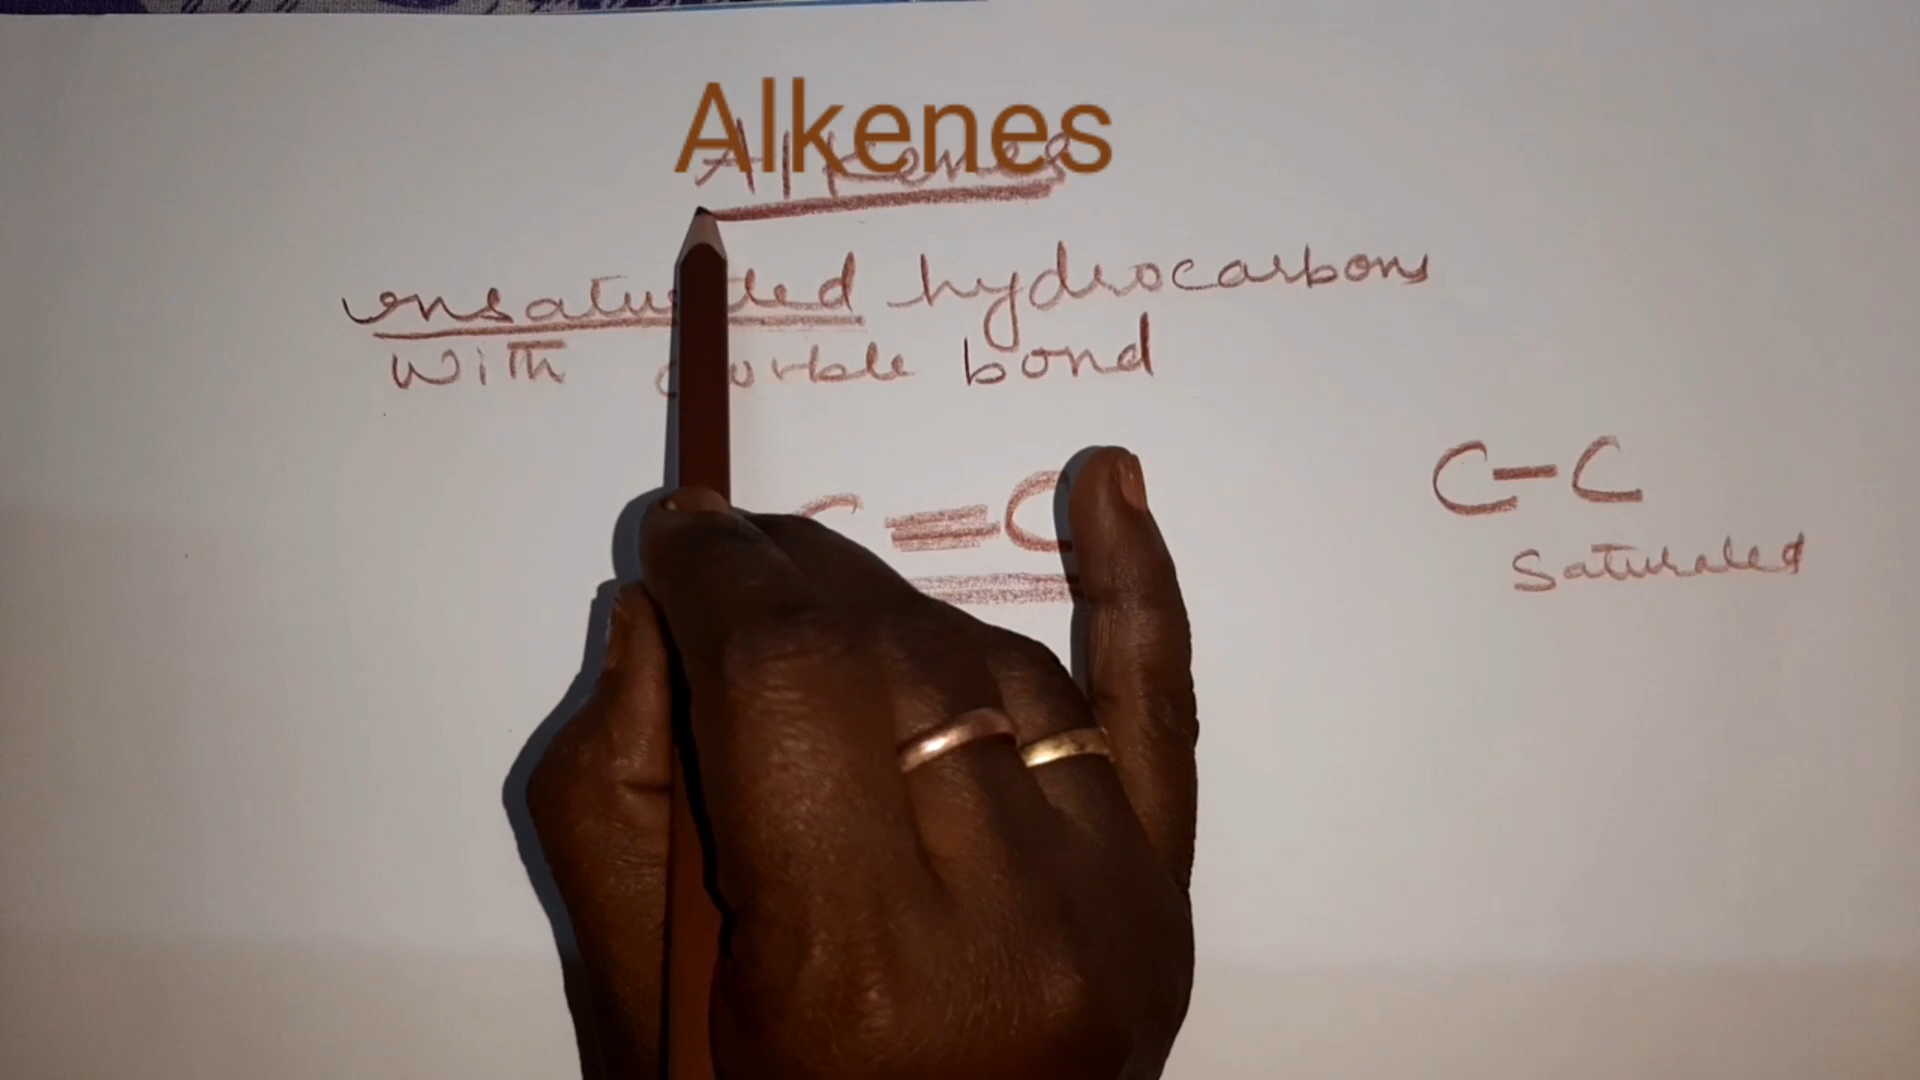 Alkenes
Alkenes
unsaturated hydrocarbons
with double bond
C=C
C-C
Saturated